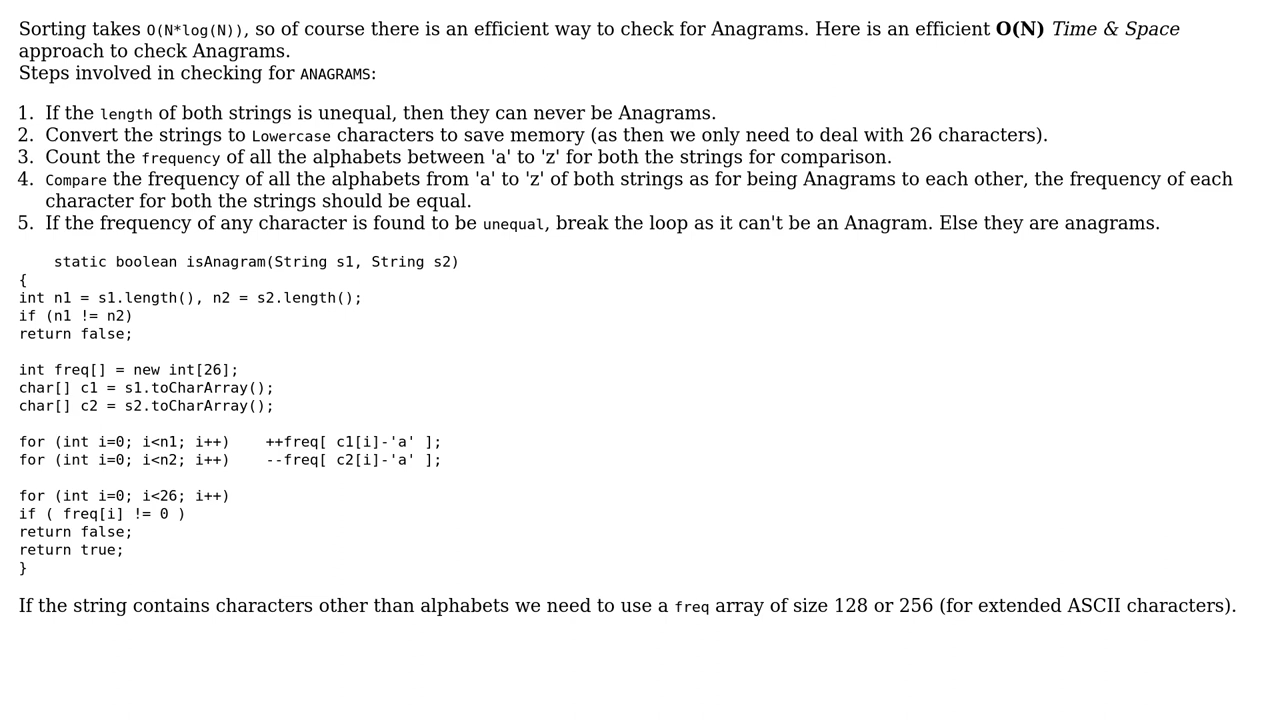 Sorting takes O(N*log(N)), so of course there is an efficient way to check for Anagrams. Here is an efficient O(N) Time & Space
approach to check Anagrams.
Steps involved in checking for ANAGRAMS:
1. If the length of both strings is unequal, then they can never be Anagrams.
2. Convert the strings to Lowercase characters to save memory (as then we only need to deal with 26 characters).
3. Count the frequency of all the alphabets between 'a' to 'z' for both the strings for comparison.
4. Compare the frequency of all the alphabets from 'a' to 'z' of both strings as for being Anagrams to each other, the frequency of each
character for both the strings should be equal.
5. If the frequency of any character is found to be unequal, break the loop as it can't be an Anagram. Else they are anagrams.
    static boolean isAnagram(String s1, String s2)
{
int n1 = s1.length(), n2 = s2.length();
if (n1 != n2)
return false;
int freq[] = new int[26];
char[] c1 = s1.toCharArray();
char[] c2 = s2.toCharArray();
for (int i=0; i<n1; i++)    ++freq[ c1[i]-'a' ];
for (int i=0; i<n2; i++)    --freq[ c2[i]-'a' ];
for (int i=0; i<26; i++)
if ( freq[i] != 0 )
return false;
return true;
}
If the string contains characters other than alphabets we need to use a freq array of size 128 or 256 (for extended ASCII characters).